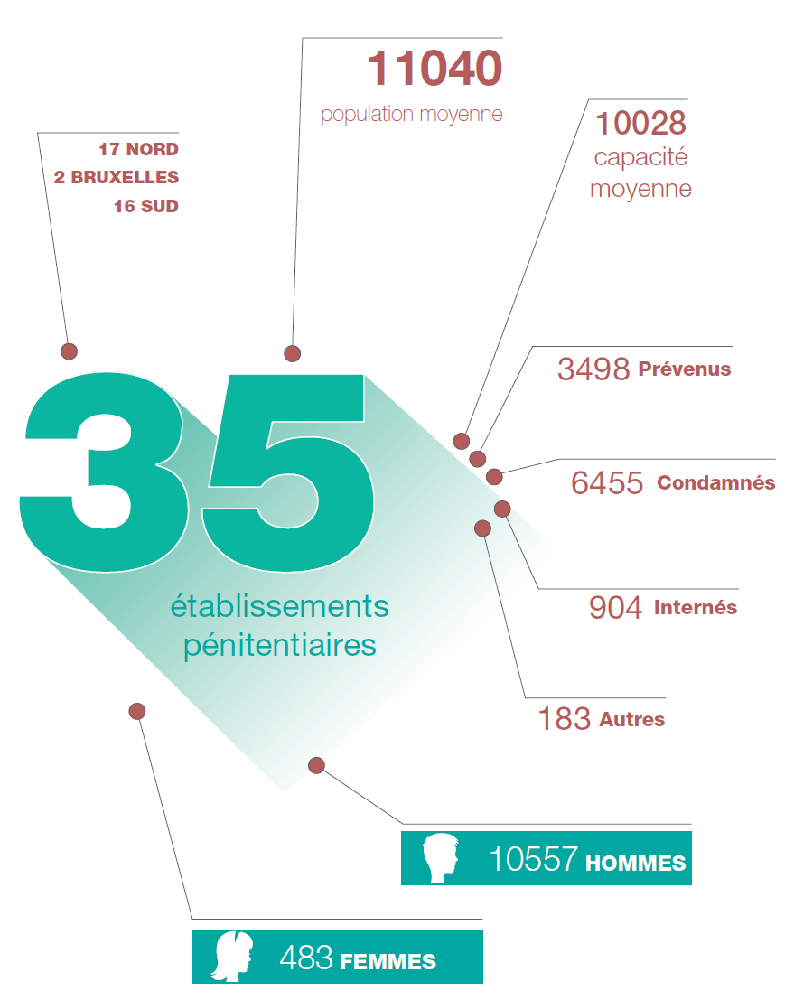 11040
population moyenne
10028
capacité
moyenne
17 NORD
2 BRUXELLES
16 SUD
3498 Prévenus
6455 Condamnés
35
établissements
pénitentiaires
904 Internés
183 Autres
10557 HOMMES
483 FEMMES